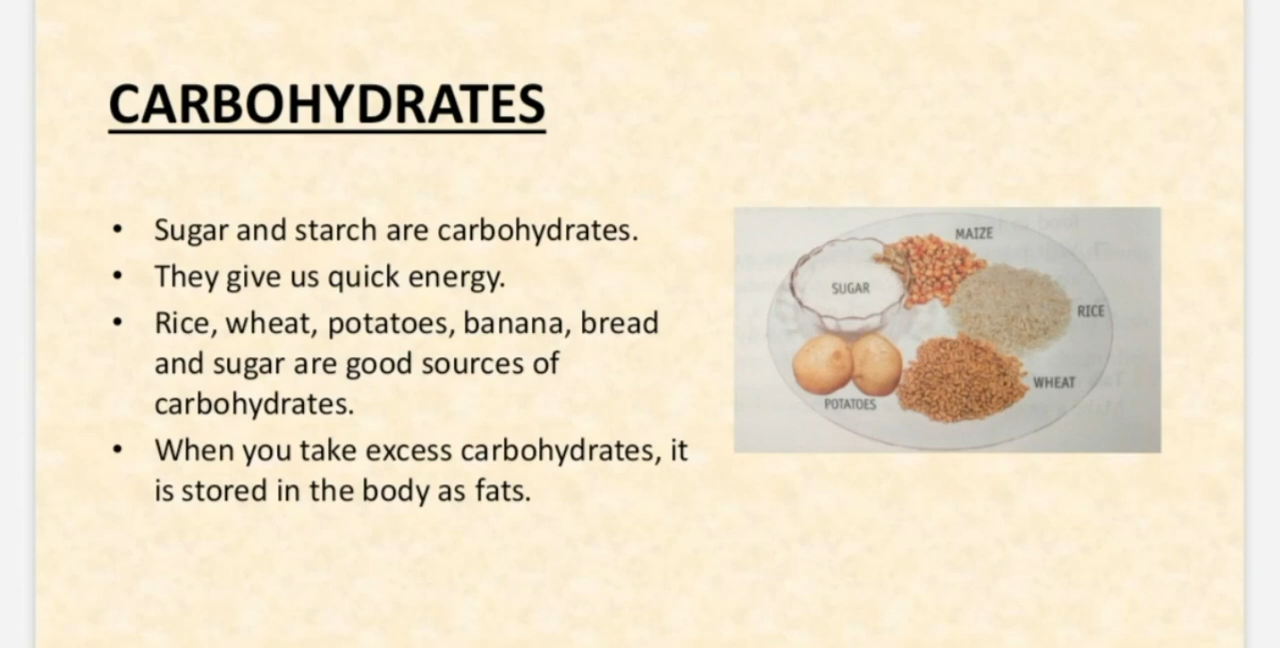 CARBOHYDRATES
• Sugar and starch are carbohydrates.
• They give us quick energy.
• Rice, wheat, potatoes, banana, bread
and sugar are good sources of
carbohydrates.
• When you take excess carbohydrates, it
is stored in the body as fats.
MAIZE
SUGAR
RICE
WHEAT
POTATOES